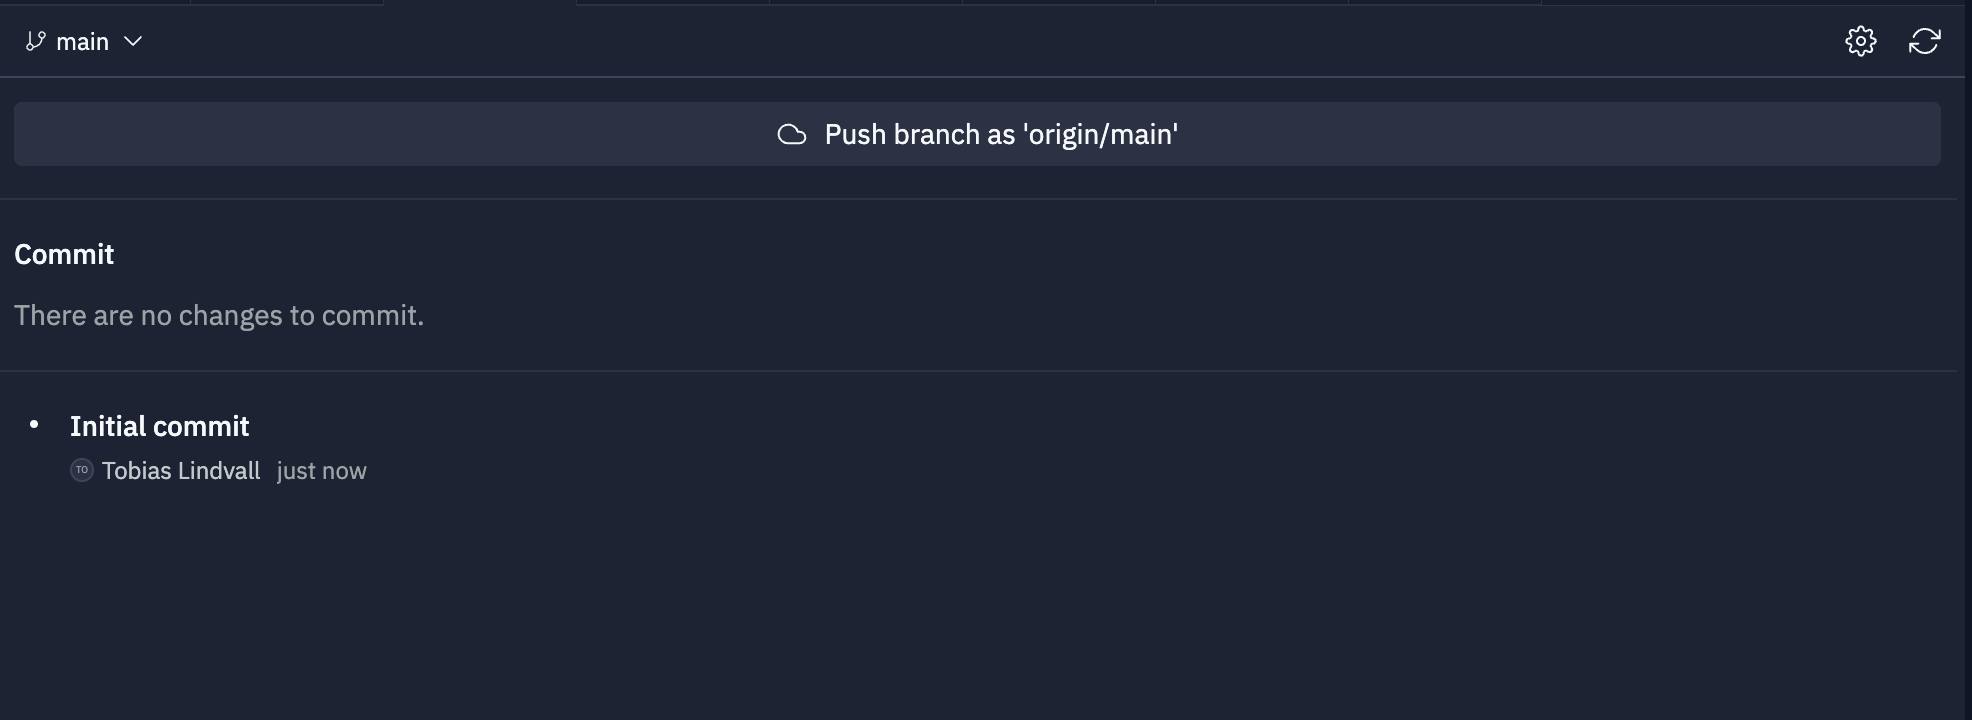 main
Push branch as 'origin/main'
Commit
There are no changes to commit.
Initial commit
TO Tobias Lindvall just now